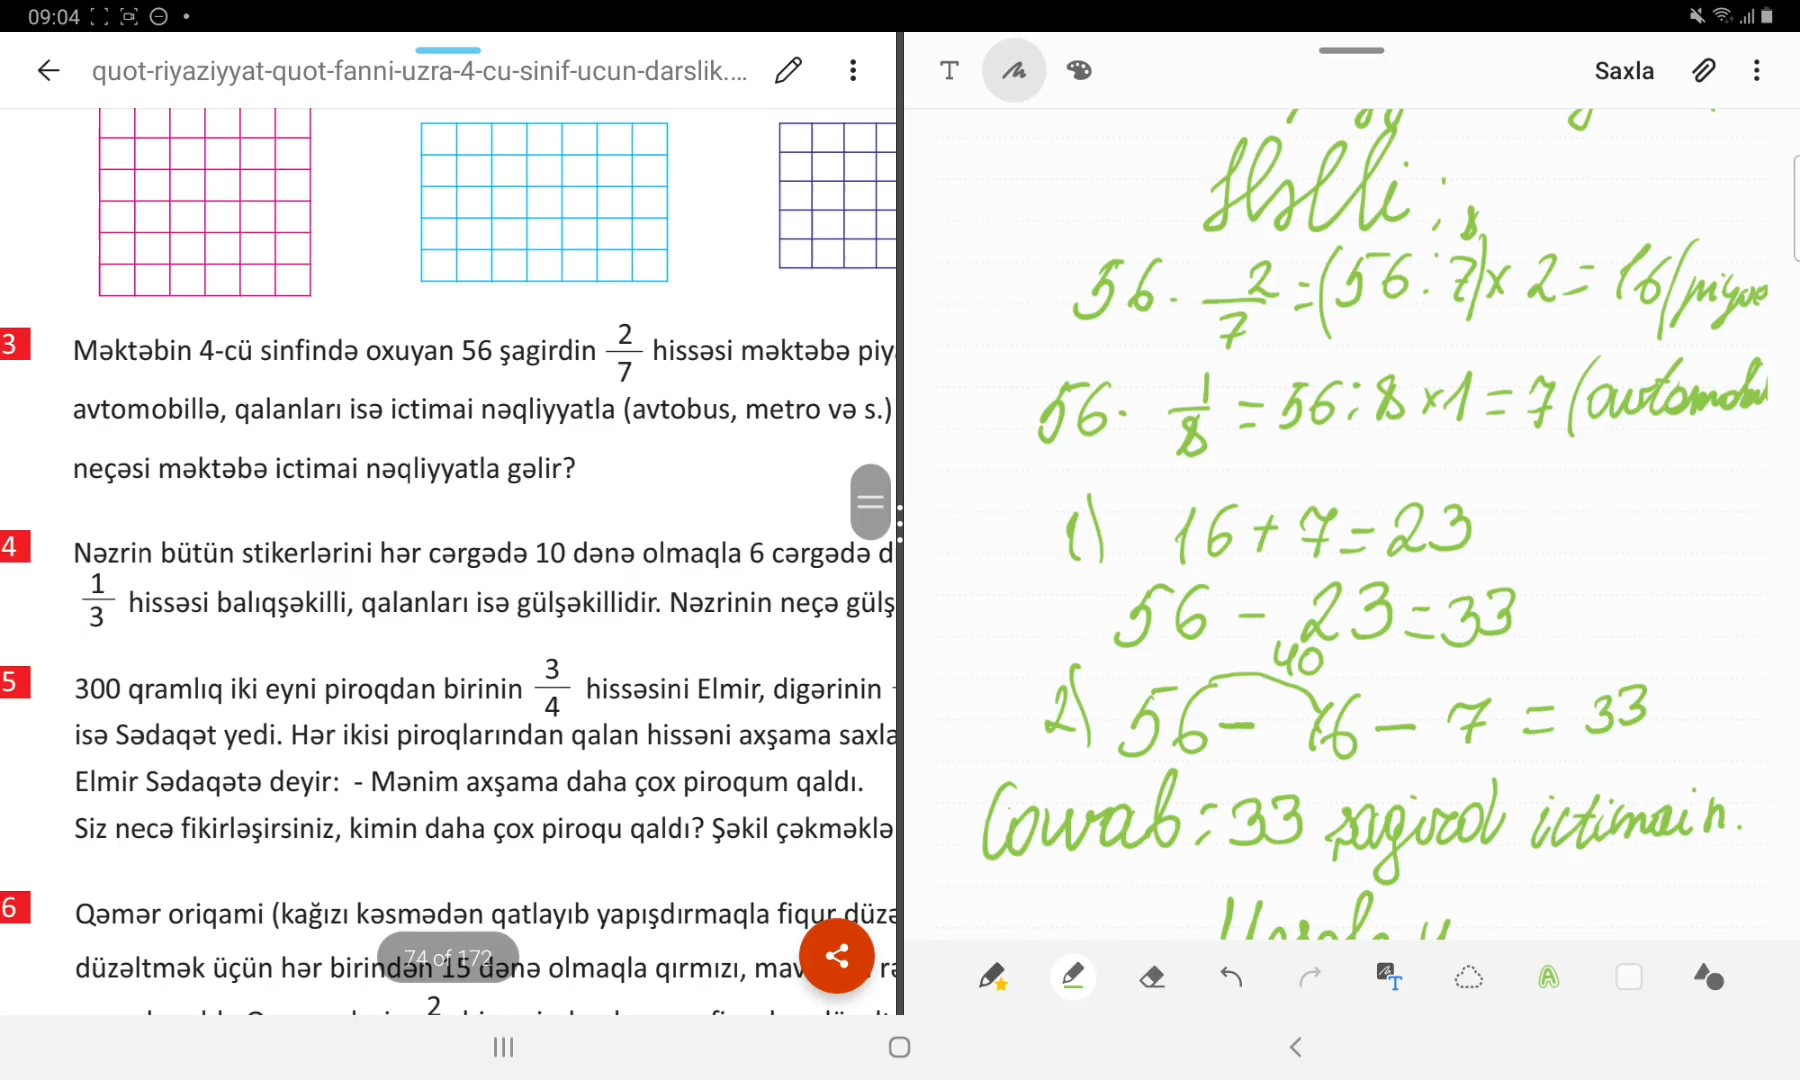 09:04
quot-riyaziyyat-quot-fanni-uzra-4-cu-sinif-ucun-darslik....
3 Məktəbin 4-cü sinfində oxuyan 56 şagirdin 2/7 hissəsi məktəbə piy
avtomobillə, qalanları isə ictimai nəqliyyatla (avtobus, metro və s.)
neçəsi məktəbə ictimai nəqliyyatla gəlir?
4 Nəzrin bütün stikerlərini hər cərgədə 10 dənə olmaqla 6 cərgədə d
1/3 hissəsi balıqşəkilli, qalanları isə gülşəkillidir. Nəzrinin neçə gülş
5 300 qramlıq iki eyni piroqdan birinin 3/4 hissəsini Elmir, digərinin
isə Sədaqət yedi. Hər ikisi piroqlarından qalan hissəni axşama saxla
Elmir Sədaqətə deyir: - Mənim axşama daha çox piroqum qaldı.
Siz necə fikirləşirsiniz, kimin daha çox piroqu qaldı? Şəkil çəkməklə
6 Qəmər oriqami (kağızı kəsmədən qatlayıb yapışdırmaqla fiqur düzə
düzəltmək üçün hər birindən 15 dənə olmaqla qırmızı, mav
74 of 172
2
T
Saxla
Həlli:
8
56 · 2/7 = (56:7) x 2 = 16 (piyad
56 · 1/8 = 56:8 x 1 = 7 (avtomobil
1) 16 + 7 = 23
56 - 23 = 33
40
2) 56 - 16 - 7 = 33
Cavab: 33 şagird ictimai n.
T
A